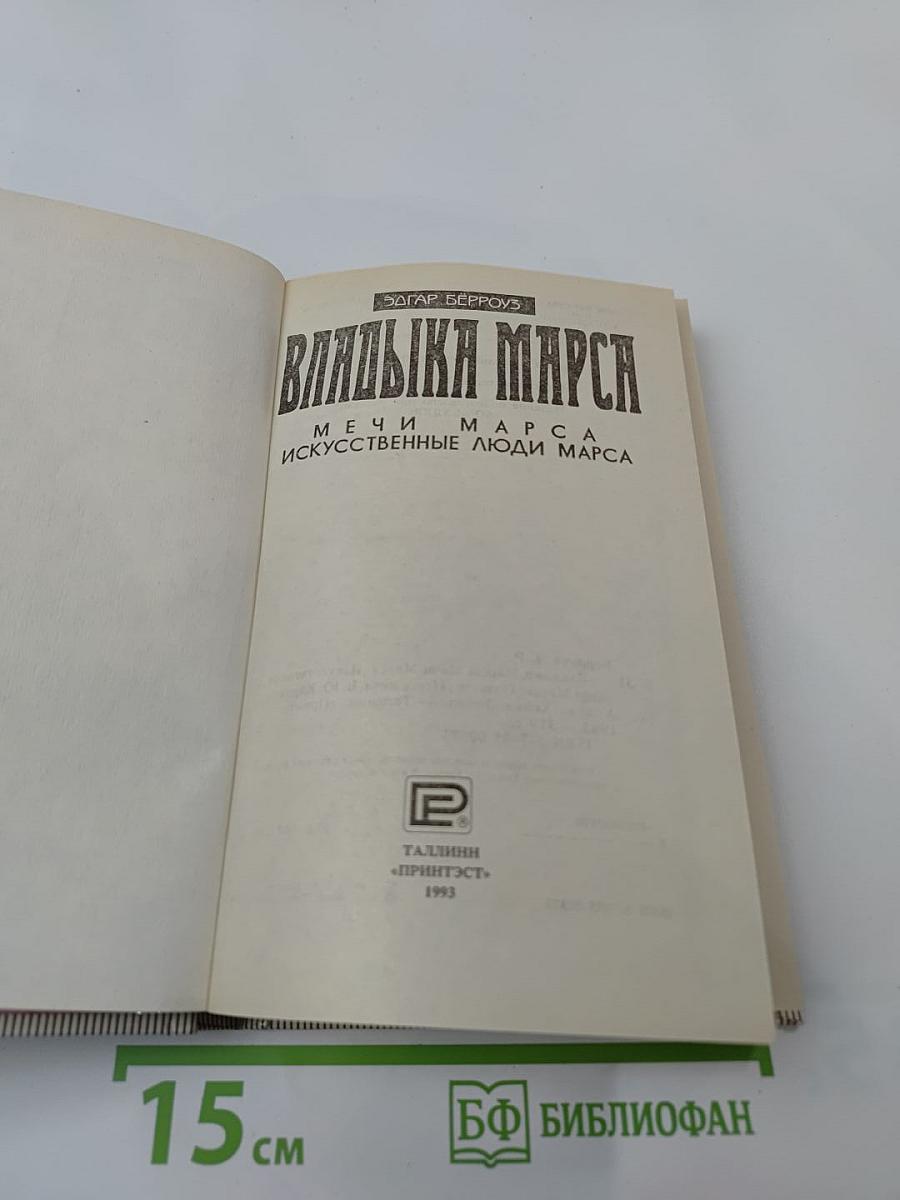 ЭДГАР БЁРРОУЗ
ВЛАДЫКА МАРСА
МЕЧИ МАРСА
ИСКУССТВЕННЫЕ ЛЮДИ МАРСА
®
ТАЛЛИНН
«ПРИНТЭСТ»
1993
15 см
БФ БИБЛИОФАН